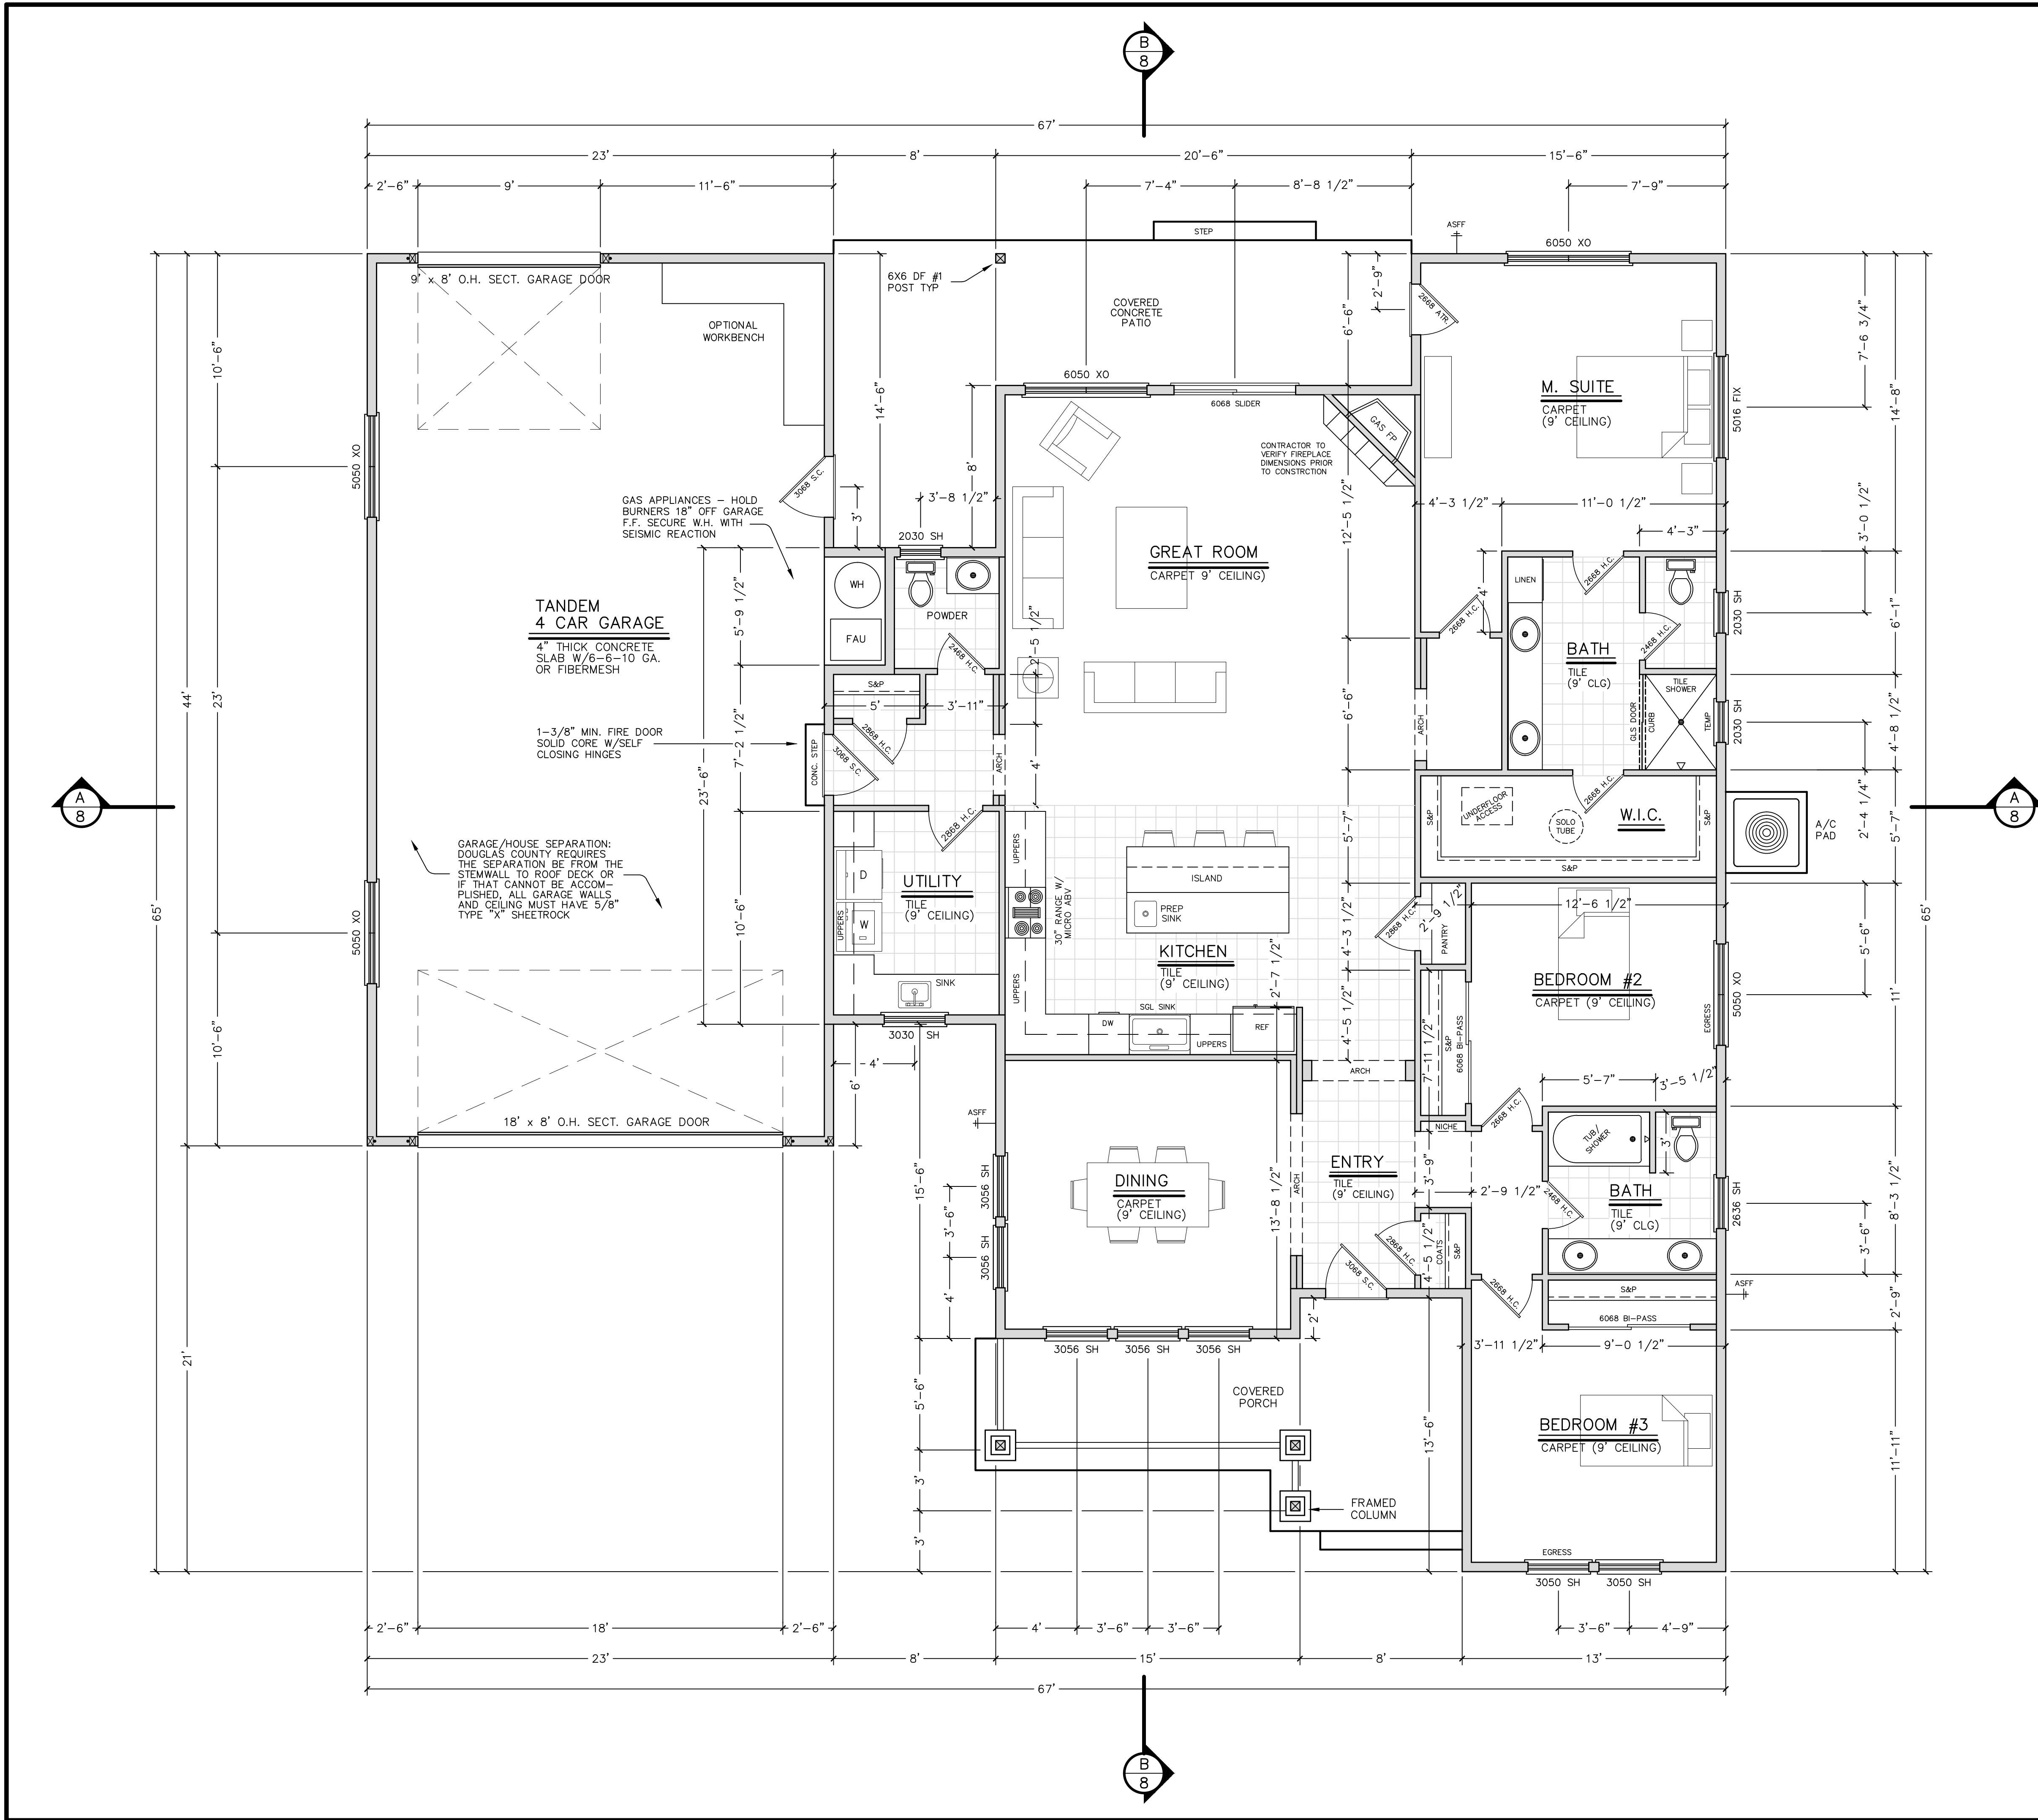 B
8
67'
23'
8'
20'-6"
15'-6"
2'-6"
9'
11'-6"
7'-4"
8'-8 1/2"
7'-9"
STEP
ASFF
6050 XO
9' x 8' O.H. SECT. GARAGE DOOR
6X6 DF #1
POST TYP
COVERED
CONCRETE
PATIO
2'-9"
2668 ATR.
6'-6"
7'-6 3/4"
14'-8"
OPTIONAL
WORKBENCH
10'-6"
14'-6"
6050 XO
6068 SLIDER
GAS FP
M. SUITE
CARPET
(9' CEILING)
5016 FIX
CONTRACTOR TO
VERIFY FIREPLACE
DIMENSIONS PRIOR
TO CONSTRCTION
5050 XO
3068 S.C.
8'
3'-8 1/2"
3'
GAS APPLIANCES – HOLD
BURNERS 18" OFF GARAGE
F.F. SECURE W.H. WITH
SEISMIC REACTION
4'-3 1/2"
11'-0 1/2"
4'-3"
12'-5 1/2"
3'-0 1/2"
2030 SH
GREAT ROOM
CARPET 9' CEILING)
WH
FAU
POWDER
2468 H.C.
5'-9 1/2"
2'-5 1/2"
TANDEM
4 CAR GARAGE
4" THICK CONCRETE
SLAB W/6-6-10 GA.
OR FIBERMESH
LINEN
2668 H.C.
4'
2668 H.C.
2468 H.C.
2030 SH
6'-1"
BATH
TILE
(9' CLG)
44'
23'
S&P
5'
3'-11"
2868 H.C.
3068 S.C.
CONC. STEP
ARCH
4'
6'-6"
ARCH
TILE
SHOWER
GLS DOOR
CURB
TEMP
2030 SH
4'-8 1/2"
1-3/8" MIN. FIRE DOOR
SOLID CORE W/SELF
CLOSING HINGES
7'-2 1/2"
23'-6"
A
8
A
8
2668 H.C.
S&P
UNDERFLOOR
ACCESS
SOLO
TUBE
W.I.C.
S&P
S&P
A/C
PAD
2'-4 1/4"
5'-7"
5'-7"
GARAGE/HOUSE SEPARATION:
DOUGLAS COUNTY REQUIRES
THE SEPARATION BE FROM THE
STEMWALL TO ROOF DECK OR
IF THAT CANNOT BE ACCOM-
PLISHED, ALL GARAGE WALLS
AND CEILING MUST HAVE 5/8"
TYPE "X" SHEETROCK
2868 H.C.
D
W
UPPERS
UTILITY
TILE
(9' CEILING)
SINK
3030 SH
10'-6"
UPPERS
30" RANGE W/
MICRO ABV
UPPERS
ISLAND
PREP
SINK
KITCHEN
TILE
(9' CEILING)
SGL SINK
DW
UPPERS
REF
2'-7 1/2"
4'-3 1/2"
4'-5 1/2"
2868 H.C.
2'-9 1/2"
PANTRY
12'-6 1/2"
65'
65'
5050 XO
BEDROOM #2
CARPET (9' CEILING)
EGRESS
5050 XO
5'-6"
11'
7'-11 1/2"
S&P
6068 BI-PASS
10'-6"
4'
6'
ARCH
5'-7"
3'-5 1/2"
2668 H.C.
NICHE
TUB/
SHOWER
3'
18' x 8' O.H. SECT. GARAGE DOOR
ASFF
15'-6"
3056 SH
3056 SH
3'-6"
4'
DINING
CARPET
(9' CEILING)
13'-8 1/2"
ARCH
ENTRY
TILE
(9' CEILING)
3'-9"
2'-9 1/2"
2468 H.C.
BATH
TILE
(9' CLG)
2636 SH
8'-3 1/2"
3'-6"
3068 S.C.
2868 H.C.
4'-5 1/2"
COATS
S&P
2668 H.C.
S&P
6068 BI-PASS
ASFF
2'-9"
2'
3056 SH
3056 SH
3056 SH
3'-11 1/2"
9'-0 1/2"
21'
5'-6"
3'
3'
COVERED
PORCH
13'-6"
BEDROOM #3
CARPET (9' CEILING)
11'-11"
FRAMED
COLUMN
EGRESS
3050 SH
3050 SH
2'-6"
18'
2'-6"
4'
3'-6"
3'-6"
3'-6"
4'-9"
23'
8'
15'
8'
13'
67'
B
8